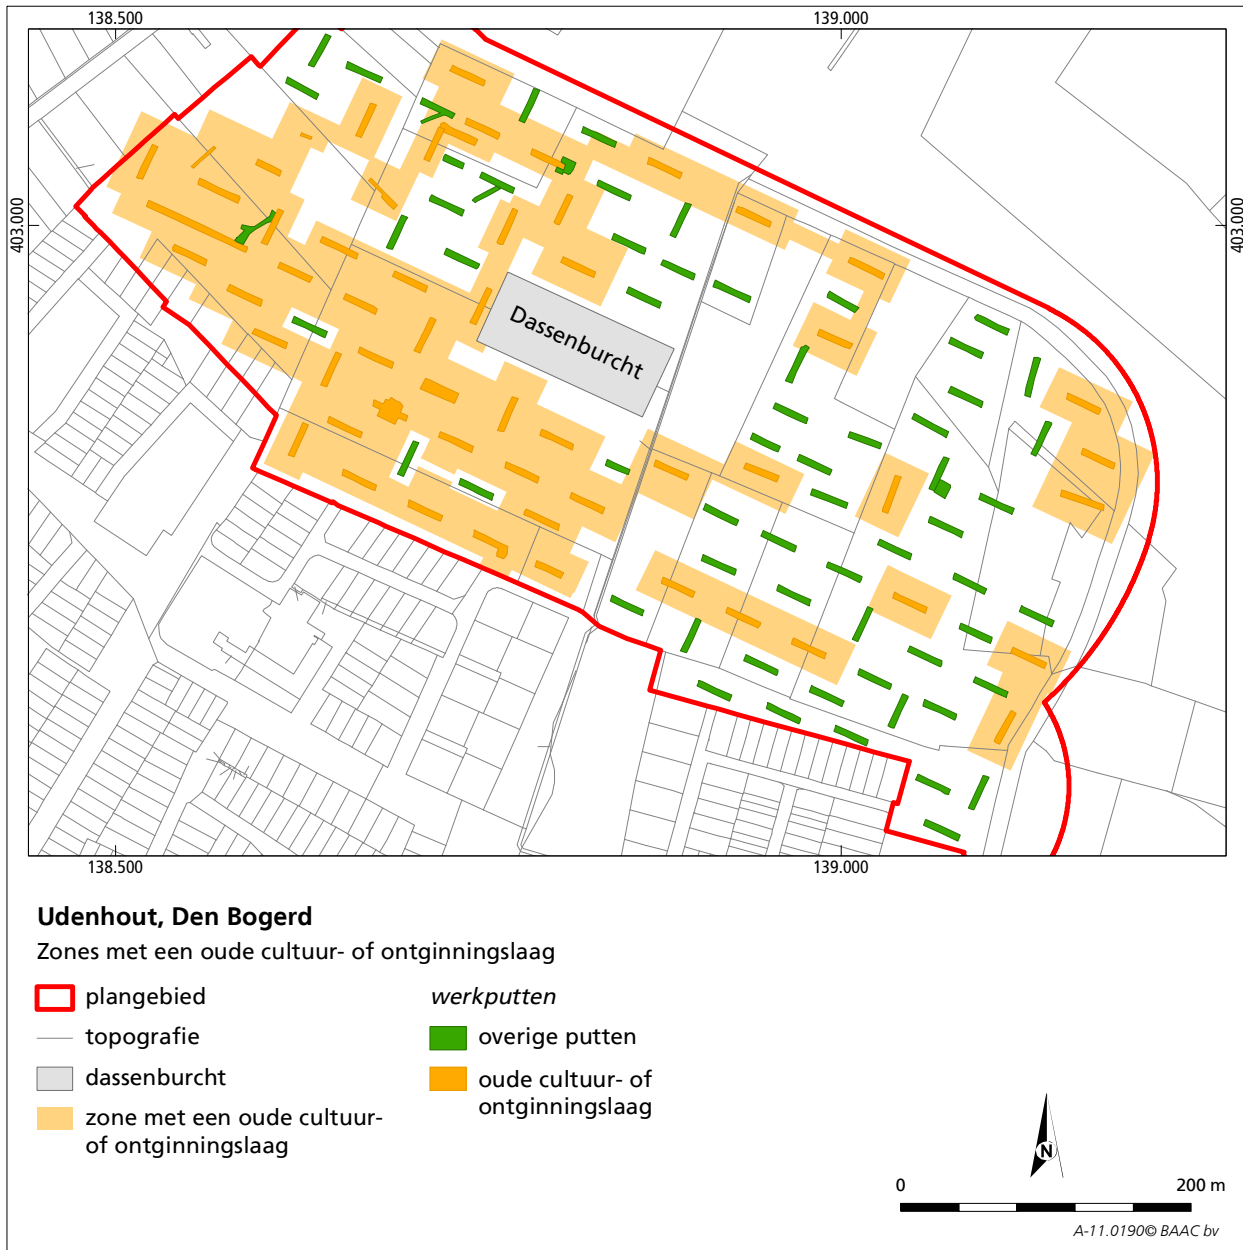 138.500
139.000
403.000
403.000
Dassenburcht
138.500
139.000
Udenhout, Den Bogerd
Zones met een oude cultuur- of ontginningslaag
plangebied
topografie
dassenburcht
zone met een oude cultuur-
of ontginningslaag
werkputten
overige putten
oude cultuur- of
ontginningslaag
N
0
200 m
A-11.0190© BAAC bv